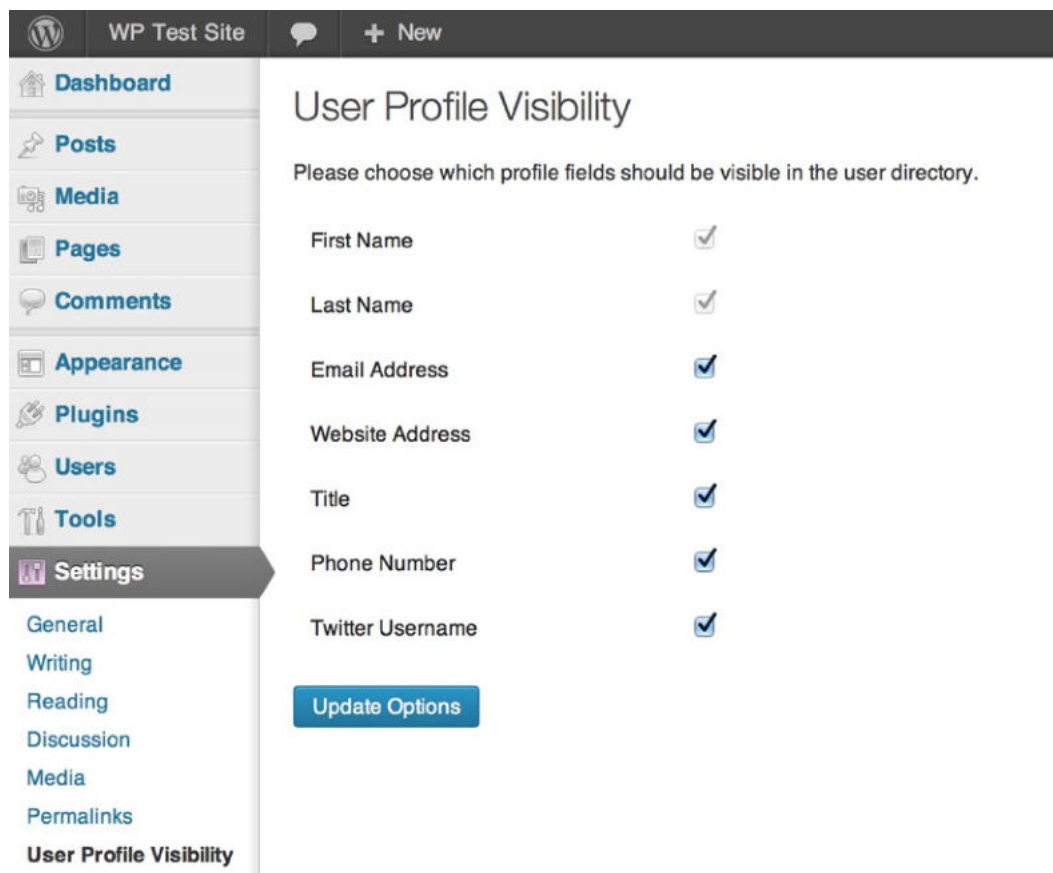 WP Test Site
+ New
Dashboard
Posts
Media
Pages
Comments
Appearance
Plugins
Users
Tools
Settings
General
Writing
Reading
Discussion
Media
Permalinks
User Profile Visibility
User Profile Visibility
Please choose which profile fields should be visible in the user directory.
First Name
Last Name
Email Address
Website Address
Title
Phone Number
Twitter Username
Update Options